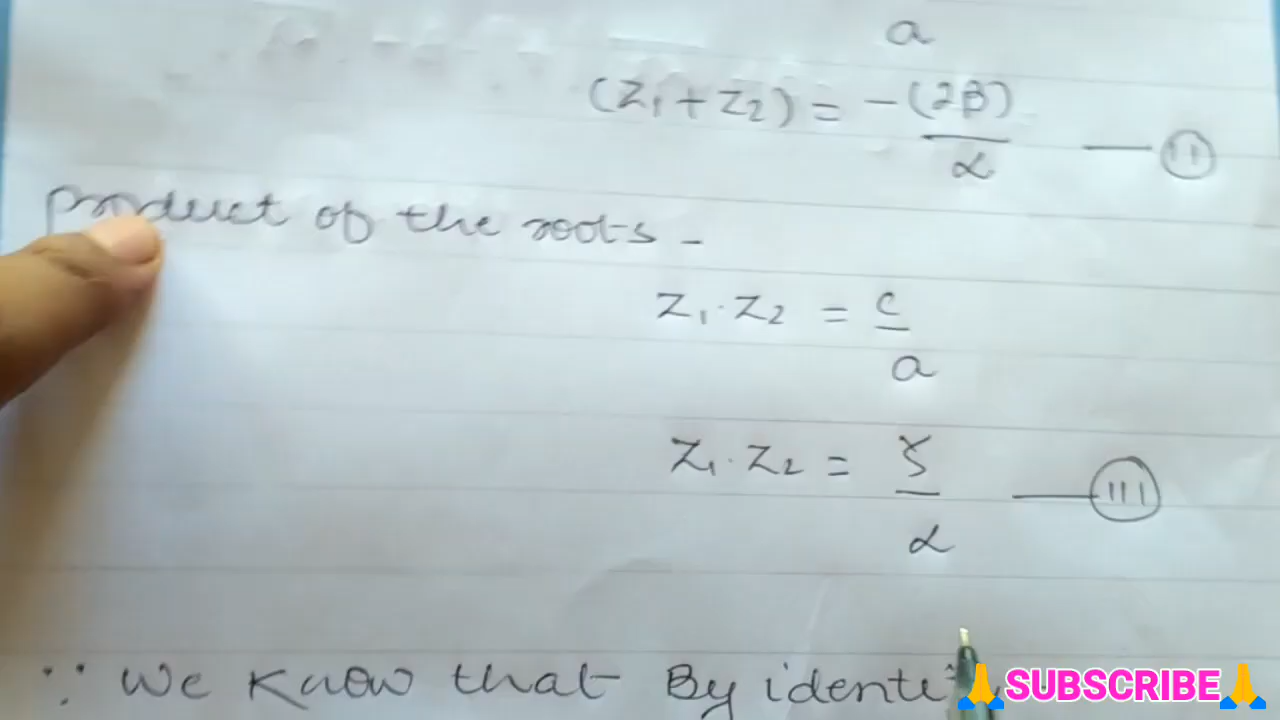 a
(z₁ + z₂) = -(2β)/α — (II)
product of the roots -
z₁ · z₂ = c/a
z₁ · z₂ = ζ/α — (III)
∵ We know that By identi
🙏SUBSCRIBE🙏